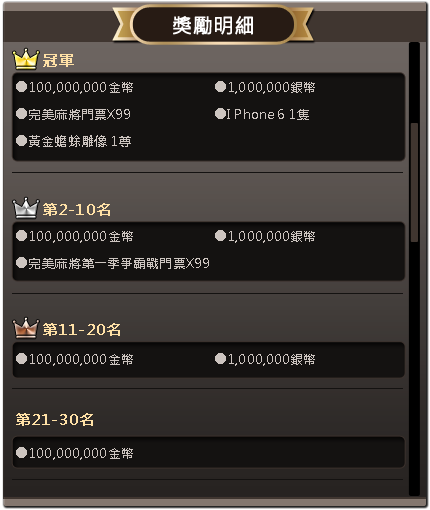 獎勵明細
冠軍
●100,000,000金幣 ●1,000,000銀幣
●完美麻將門票X99 ●I Phone 6 1隻
●黃金蟾蜍雕像 1尊
第2-10名
●100,000,000金幣 ●1,000,000銀幣
●完美麻將第一季爭霸戰門票X99
第11-20名
●100,000,000金幣 ●1,000,000銀幣
第21-30名
●100,000,000金幣